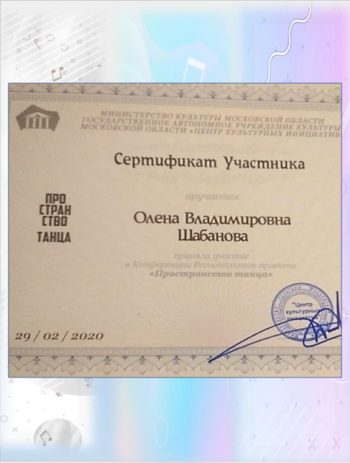 МИНИСТЕРСТВО КУЛЬТУРЫ МОСКОВСКОЙ ОБЛАСТИ
ГОСУДАРСТВЕННОЕ АВТОНОМНОЕ УЧРЕЖДЕНИЕ КУЛЬТУРЫ
МОСКОВСКОЙ ОБЛАСТИ «ЦЕНТР КУЛЬТУРНЫХ ИНИЦИАТИВ
Сертификат Участника
вручается
ПРО
СТРАН
СТВО
ТАНЦА
Олена Владимировна
Шабанова
приняла участие
в Конференции Регионального проекта
«Пространство танца»
"Центр
культурных
29 / 02 / 2020